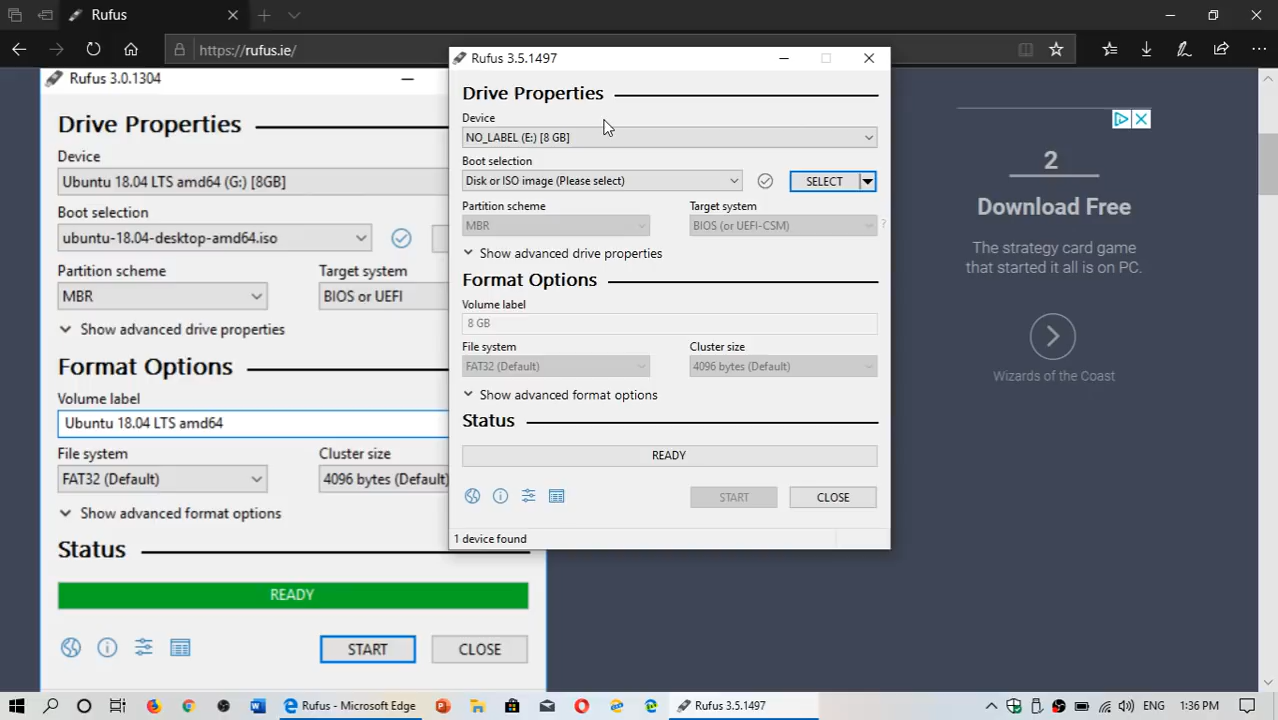 Rufus
https://rufus.ie/
Rufus 3.0.1304
Drive Properties
Device
Ubuntu 18.04 LTS amd64 (G:) [8GB]
Boot selection
ubuntu-18.04-desktop-amd64.iso
Partition scheme
Target system
MBR
BIOS or UEFI
Show advanced drive properties
Format Options
Volume label
Ubuntu 18.04 LTS amd64
File system
Cluster size
FAT32 (Default)
4096 bytes (Default)
Show advanced format options
Status
READY
START
CLOSE
Rufus 3.5.1497
Drive Properties
Device
NO_LABEL (E:) [8 GB]
Boot selection
Disk or ISO image (Please select)
SELECT
Partition scheme
Target system
MBR
BIOS (or UEFI-CSM)
?
Show advanced drive properties
Format Options
Volume label
8 GB
File system
Cluster size
FAT32 (Default)
4096 bytes (Default)
Show advanced format options
Status
READY
START
CLOSE
1 device found
2
Download Free
The strategy card game
that started it all is on PC.
Wizards of the Coast
Rufus - Microsoft Edge
Rufus 3.5.1497
ENG
1:36 PM